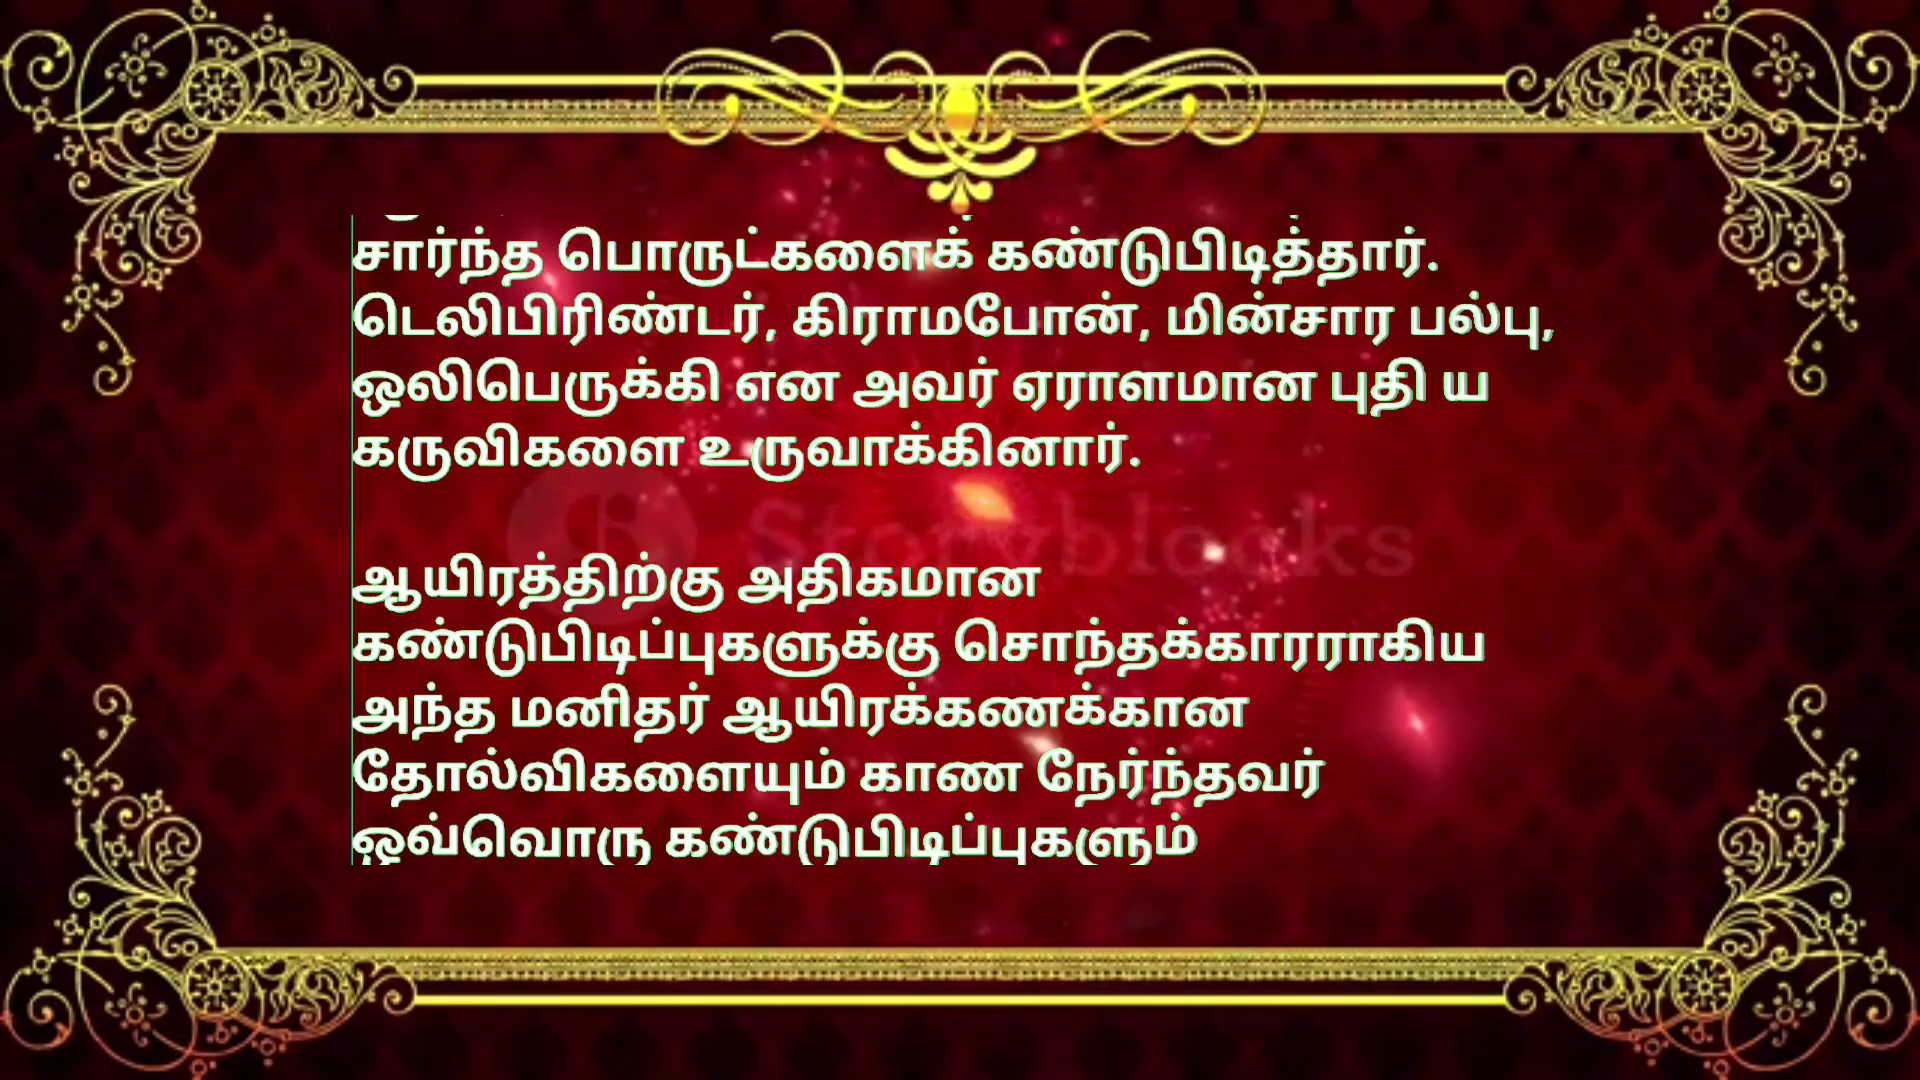 சார்ந்த பொருட்களைக் கண்டுபிடித்தார்.
டெலிபிரிண்டர், கிராமபோன், மின்சார பல்பு,
ஒலிபெருக்கி என அவர் ஏராளமான புதி ய
கருவிகளை உருவாக்கினார்.
Storyblocks
ஆயிரத்திற்கு அதிகமான
கண்டுபிடிப்புகளுக்கு சொந்தக்காரராகிய
அந்த மனிதர் ஆயிரக்கணக்கான
தோல்விகளையும் காண நேர்ந்தவர்
ஒவ்வொரு கண்டுபிடிப்புகளும்